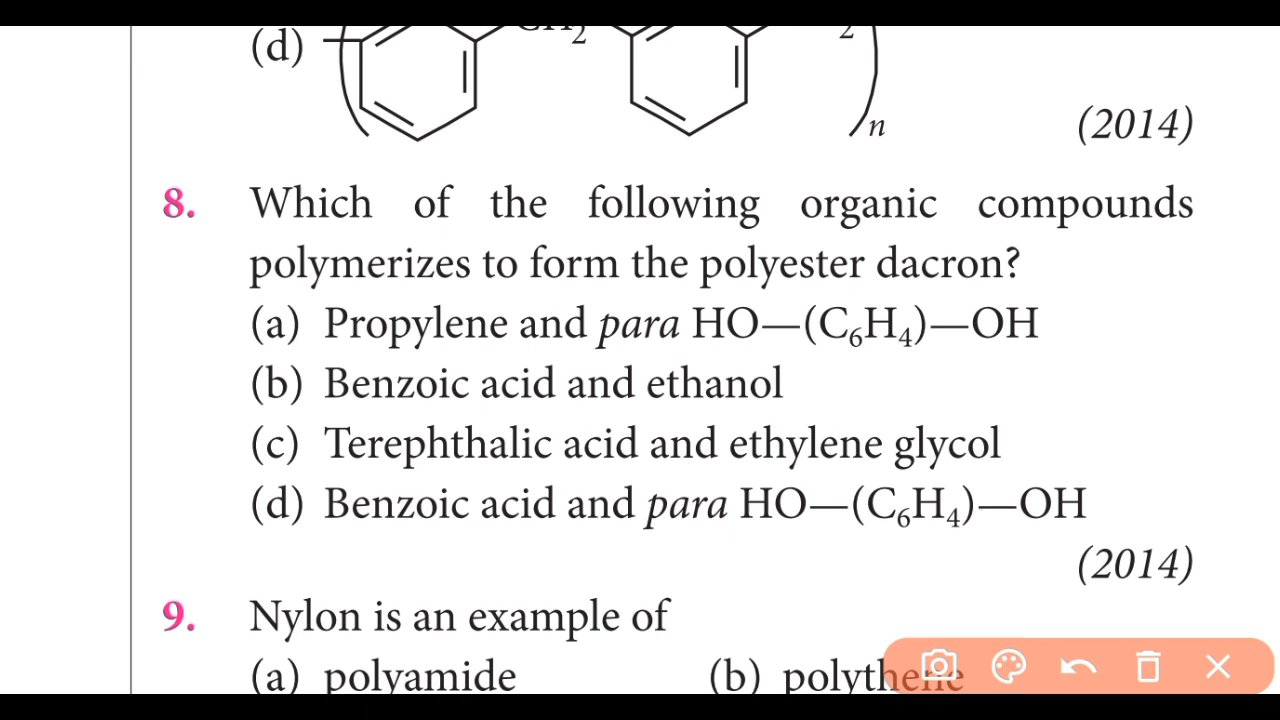 (d) CH2 2
n
(2014)
8. Which of the following organic compounds
polymerizes to form the polyester dacron?
(a) Propylene and para HO—(C6H4)—OH
(b) Benzoic acid and ethanol
(c) Terephthalic acid and ethylene glycol
(d) Benzoic acid and para HO—(C6H4)—OH
(2014)
9. Nylon is an example of
(a) polyamide (b) polythene